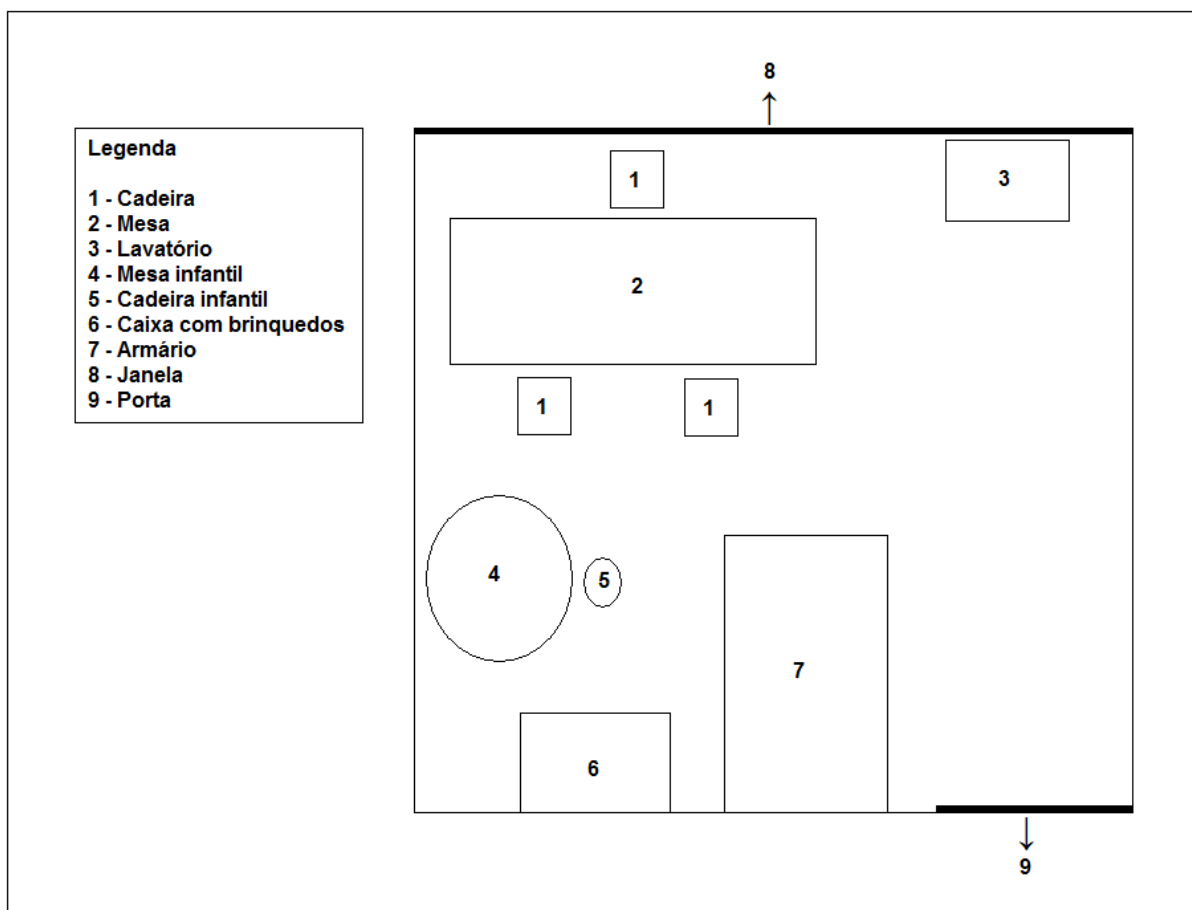 8
Legenda
1 - Cadeira
2 - Mesa
3 - Lavatório
4 - Mesa infantil
5 - Cadeira infantil
6 - Caixa com brinquedos
7 - Armário
8 - Janela
9 - Porta
1
3
2
1
1
4
5
7
6
9